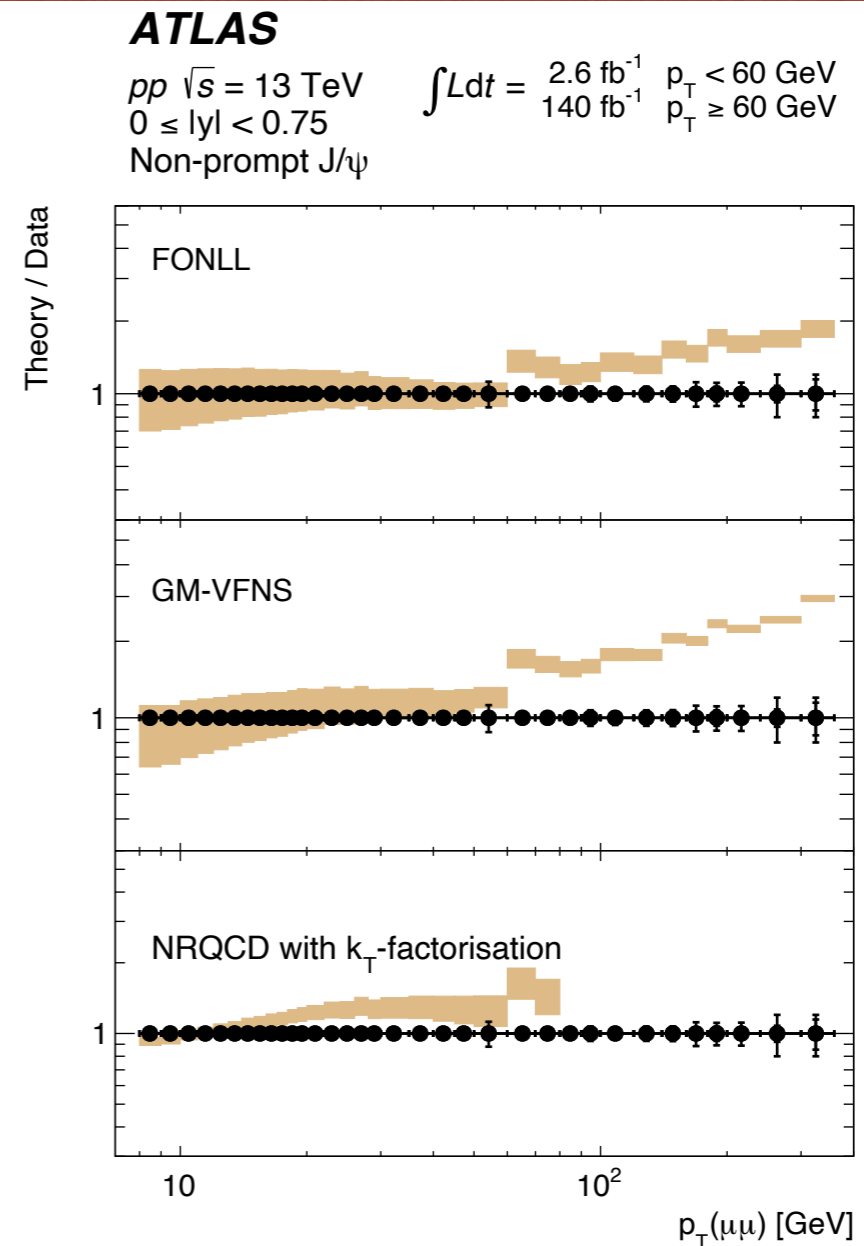 ATLAS
pp √s = 13 TeV
0 ≤ |y| < 0.75
Non-prompt J/ψ
∫Ldt = 2.6 fb⁻¹ p_T < 60 GeV
140 fb⁻¹ p_T ≥ 60 GeV
Theory / Data
FONLL
1
GM-VFNS
1
NRQCD with k_T-factorisation
1
10
10²
p_T(μμ) [GeV]